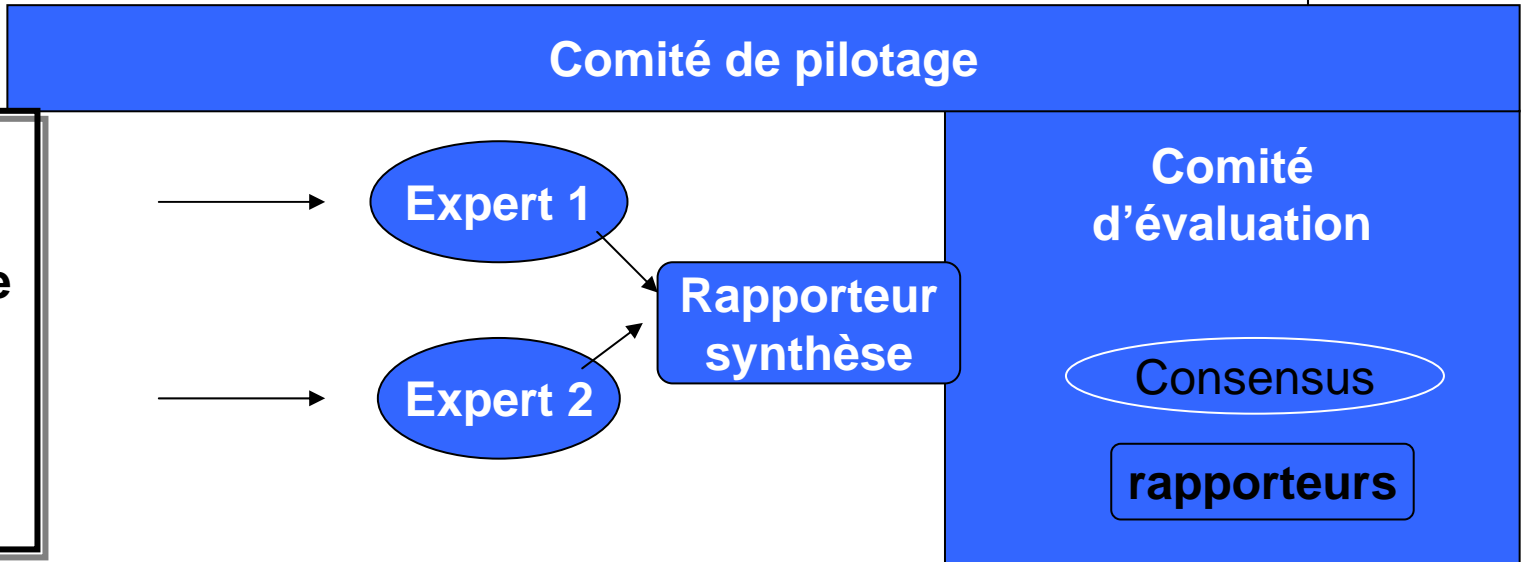 Comité de pilotage
e
Expert 1
Expert 2
Rapporteur
synthèse
Comité
d’évaluation
Consensus
rapporteurs